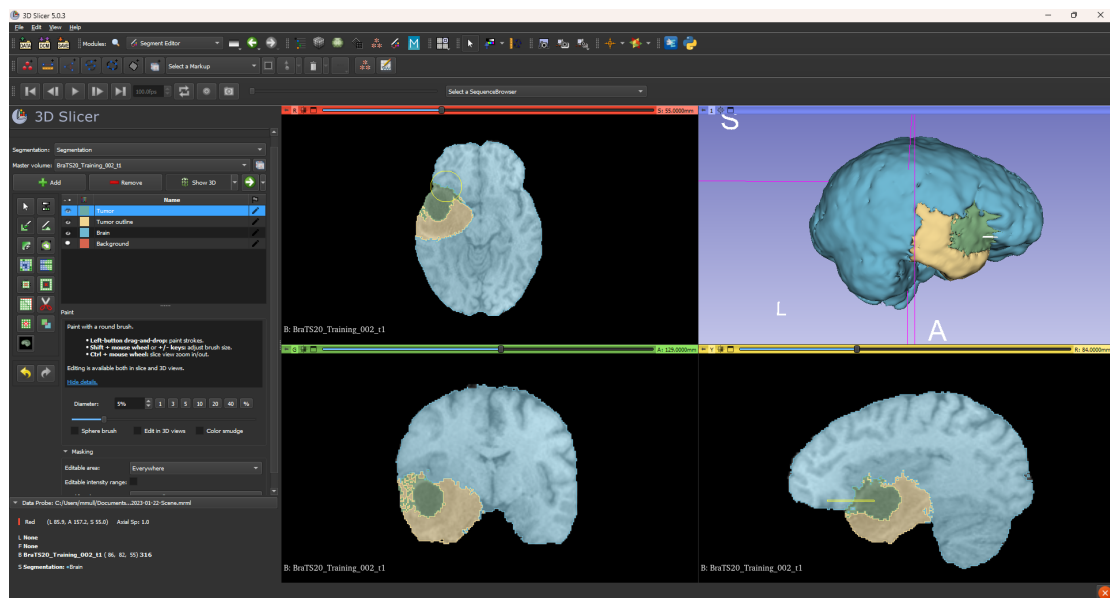 3D Slicer 5.0.3
File Edit View Help
DATA DCM Modules: Segment Editor
Select a Markup
100.0fps Select a SequenceBrowser
3D Slicer
Segmentation: Segmentation
Master volume: BraTS20_Training_002_t1
Add Remove Show 3D
Name
Tumor
Tumor outline
Brain
Background
Paint
Paint with a round brush.
• Left-button drag-and-drop: paint strokes.
• Shift + mouse wheel or +/- keys: adjust brush size.
• Ctrl + mouse wheel: slice view zoom in/out.
Editing is available both in slice and 3D views.
Hide details.
Diameter: 5% 1 3 5 10 20 40 %
Sphere brush Edit in 3D views Color smudge
Masking
Editable area: Everywhere
Editable intensity range:
Data Probe: C:/Users/mmuli/Documents...2023-01-22-Scene.mrml
Red (L 85.9, A 157.2, S 55.0) Axial Sp: 1.0
L None
F None
B BraTS20_Training_002_t1 ( 86, 82, 55) 316
S Segmentation: +Brain
R S: 55.0000mm
B: BraTS20_Training_002_t1
1
S
L
A
G A: 129.0000mm
B: BraTS20_Training_002_t1
Y R: 84.0000mm
B: BraTS20_Training_002_t1